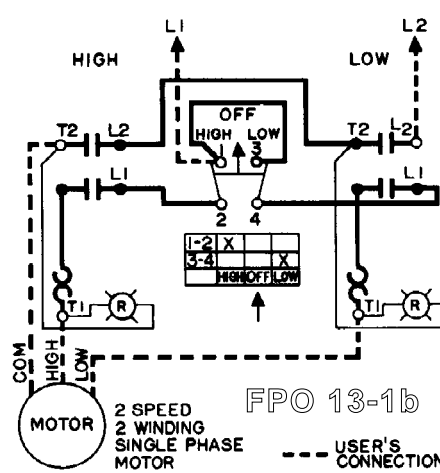 L1
L2
HIGH
LOW
OFF
HIGH LOW
1 3
T2 L2
T2 L2
L1
L1
2 4
1-2 X
3-4 X
HIGH OFF LOW
T1 R
T1 R
COM
HIGH
LOW
MOTOR
2 SPEED
2 WINDING
SINGLE PHASE
MOTOR
FPO 13-1b
USER'S
CONNECTION